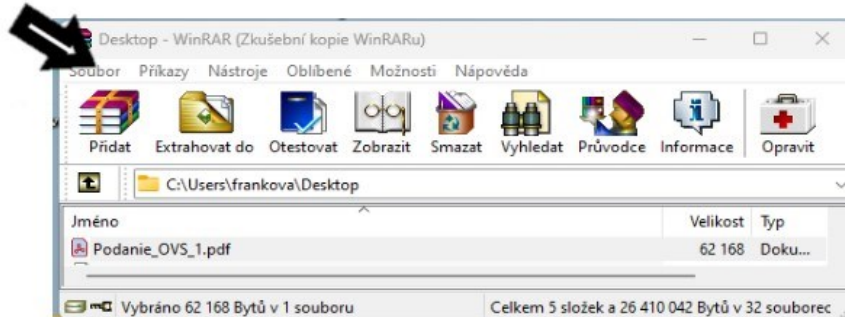 Desktop - WinRAR (Zkušební kopie WinRARu)
Soubor Příkazy Nástroje Oblíbené Možnosti Nápověda
Přidat Extrahovat do Otestovat Zobrazit Smazat Vyhledat Průvodce Informace Opravit
C:\Users\frankova\Desktop
Jméno Velikost Typ
Podanie_OVS_1.pdf 62 168 Doku...
Vybráno 62 168 Bytů v 1 souboru Celkem 5 složek a 26 410 042 Bytů v 32 souborec